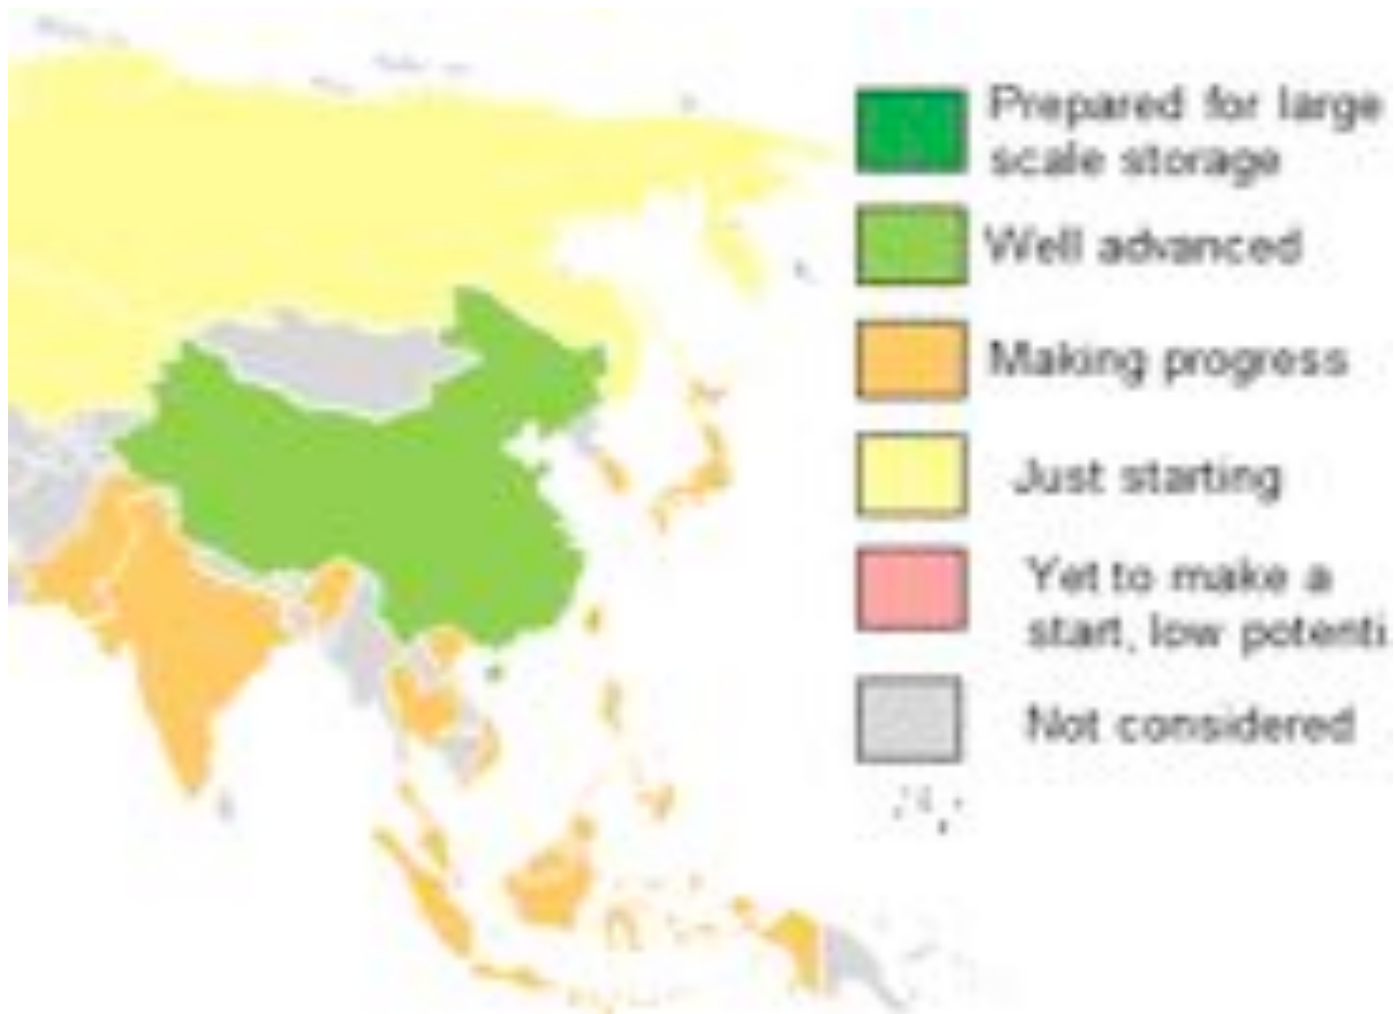 Prepared for large
scale storage
Well advanced
Making progress
Just starting
Yet to make a
start, low potenti
Not considered